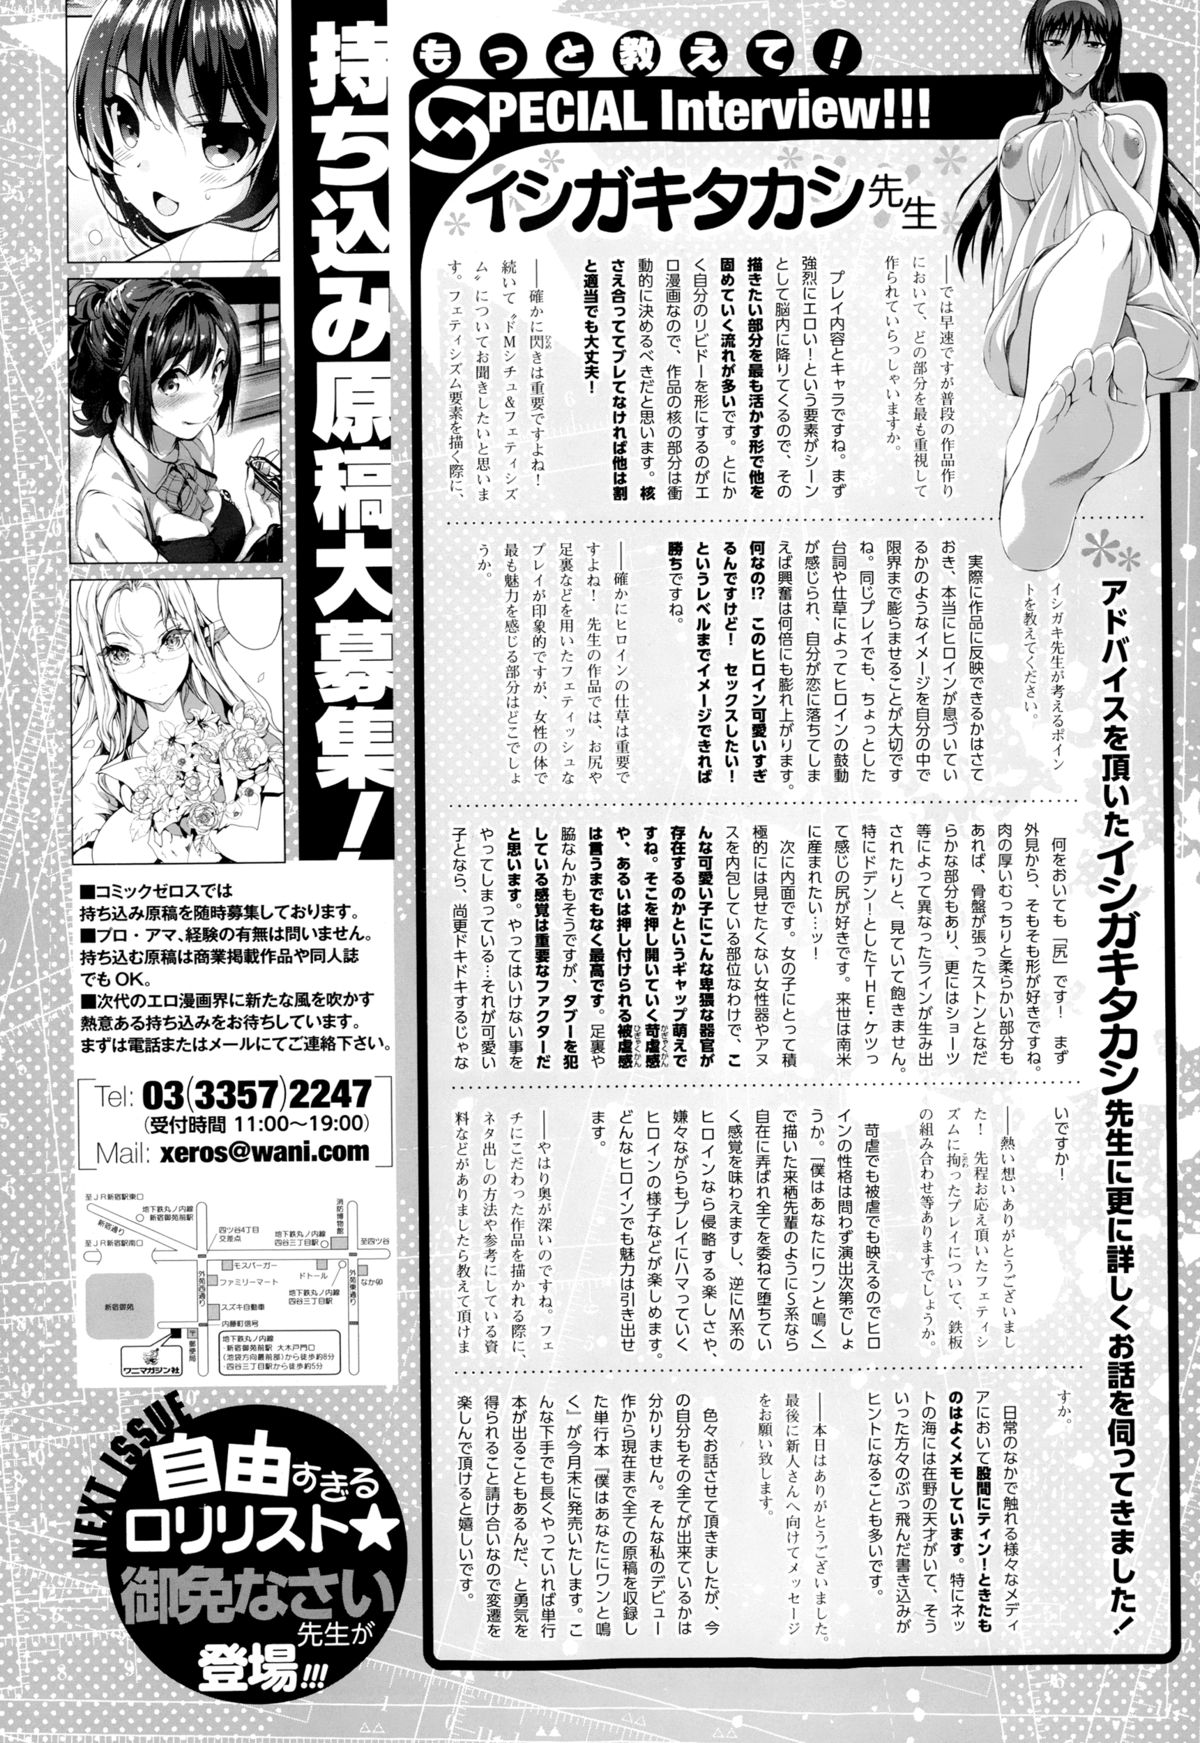 もっと教えて！
SPECIAL Interview!!!
イシガキタカシ先生
アドバイスを頂いたイシガキタカシ先生に更に詳しくお話を伺ってきました！
――では早速ですが普段の作品作り
において、どの部分を最も重視して
作られていらっしゃいますか。
プレイ内容とキャラですね。まず
強烈にエロい！という要素がシーン
として脳内に降りてくるので、その
描きたい部分を最も活かす形で他を
固めていく流れが多いです。とにか
く自分のリビドーを形にするのがエ
ロ漫画なので、作品の核の部分は衝
動的に決めるべきだと思います。核
さえ合っててブレてなければ他は割
と適当でも大丈夫！
――確かに閃きは重要ですよね！
続いて〝ドMシチュ&フェティシズ
ム〟についてお聞きしたいと思いま
す。フェティシズム要素を描く際に、
イシガキ先生が考えるポイン
トを教えてください。
実際に作品に反映できるかはさて
おき、本当にヒロインが息づいてい
るかのようなイメージを自分の中で
限界まで膨らませることが大切です
ね。同じプレイでも、ちょっとした
台詞や仕草によってヒロインの鼓動
が感じられ、自分が恋に落ちてしま
えば興奮は何倍にも膨れ上がります。
何なの!?　このヒロイン可愛いすぎ
るんですけど！　セックスしたい！
というレベルまでイメージできれば
勝ちですね。
――確かにヒロインの仕草は重要で
すよね！　先生の作品では、お尻や
足裏などを用いたフェティッシュな
プレイが印象的ですが、女性の体で
最も魅力を感じる部分はどこでしょ
うか。
何をおいても「尻」です！　まず
外見から、そもそも形が好きですね。
肉の厚いむっちりと柔らかい部分も
あれば、骨盤が張ったストンとなだ
らかな部分もあり、更にはショーツ
等によって異なったラインが生み出
されたりと、見ていて飽きません。
特にドデン！としたTHE・ケツっ
て感じの尻が好きです。来世は南米
に産まれたい…ッ！
次に内面です。女の子にとって積
極的には見せたくない女性器やアヌ
スを内包している部位なわけで、こ
んな可愛い子にこんな卑猥な器官が
存在するのかというギャップ萌えで
すね。そこを押し開いていく苛虐感
や、あるいは押し付けられる被虐感
は言うまでもなく最高です。足裏や
脇なんかもそうですが、タブーを犯
している感覚は重要なファクターだ
と思います。やってはいけない事を
やってしまっている…それが可愛い
子となら、尚更ドキドキするじゃな
いですか！
――熱い想いありがとうございまし
た！　先程お応え頂いたフェティシ
ズムに拘ったプレイについて、鉄板
の組み合わせ等ありますでしょうか。
苛虐でも被虐でも映えるのでヒロ
インの性格は問わず演出次第でしょ
うか。「僕はあなたにワンと鳴く」
で描いた来栖先輩のようにS系なら
自在に弄ばれ全てを委ねて堕ちてい
く感覚を味わえますし、逆にM系の
ヒロインなら侵略する楽しさや、
嫌々ながらもプレイにハマっていく
ヒロインの様子などが楽しめます。
どんなヒロインでも魅力は引き出せ
ます。
――やはり奥が深いのですね。フェ
チにこだわった作品を描かれる際に、
ネタ出しの方法や参考にしている資
料などがありましたら教えて頂けま
すか。
日常のなかで触れる様々なメディ
アにおいて股間にティン！ときたも
のはよくメモしています。特にネッ
トの海には在野の天才がいて、そう
いった方々のぶっ飛んだ書き込みが
ヒントになることも多いです。
――本日はありがとうございました。
最後に新人さんへ向けてメッセージ
をお願い致します。
色々お話させて頂きましたが、今
の自分もその全てが出来ているかは
分かりません。そんな私のデビュー
作から現在まで全ての原稿を収録し
た単行本『僕はあなたにワンと鳴
く』が今月末に発売いたします。こ
んな下手でも長くやっていれば単行
本が出ることもあるんだ、と勇気を
得られること請け合いなので変遷を
楽しんで頂けると嬉しいです。
持ち込み原稿大募集！
■コミックゼロスでは
持ち込み原稿を随時募集しております。
■プロ・アマ、経験の有無は問いません。
持ち込む原稿は商業掲載作品や同人誌
でもOK。
■次代のエロ漫画界に新たな風を吹かす
熱意ある持ち込みをお待ちしています。
まずは電話またはメールにてご連絡下さい。
Tel: 03(3357)2247
(受付時間 11:00〜19:00)
Mail: xeros@wani.com
至JR新宿駅東口
地下鉄丸ノ内線
新宿御苑前駅
新宿通り
至JR新宿駅南口
四ツ谷4丁目
交差点
地下鉄丸ノ内線
四谷三丁目駅
消防博物館
至四ツ谷
モスバーガー
ファミリーマート
ドトール
なか卯
外苑西通り
外苑東通り
スズキ自動車
地下鉄丸ノ内線
四谷三丁目駅
新宿御苑
内藤町信号
〒郵便局
ワニマガジン社
地下鉄丸ノ内線
・新宿御苑前駅 大木戸門口
(池袋方向最前部)から徒歩約8分
・四谷三丁目駅から徒歩約5分
NEXT ISSUE
自由すぎる
ロリリスト★
御免なさい
先生が
登場!!!